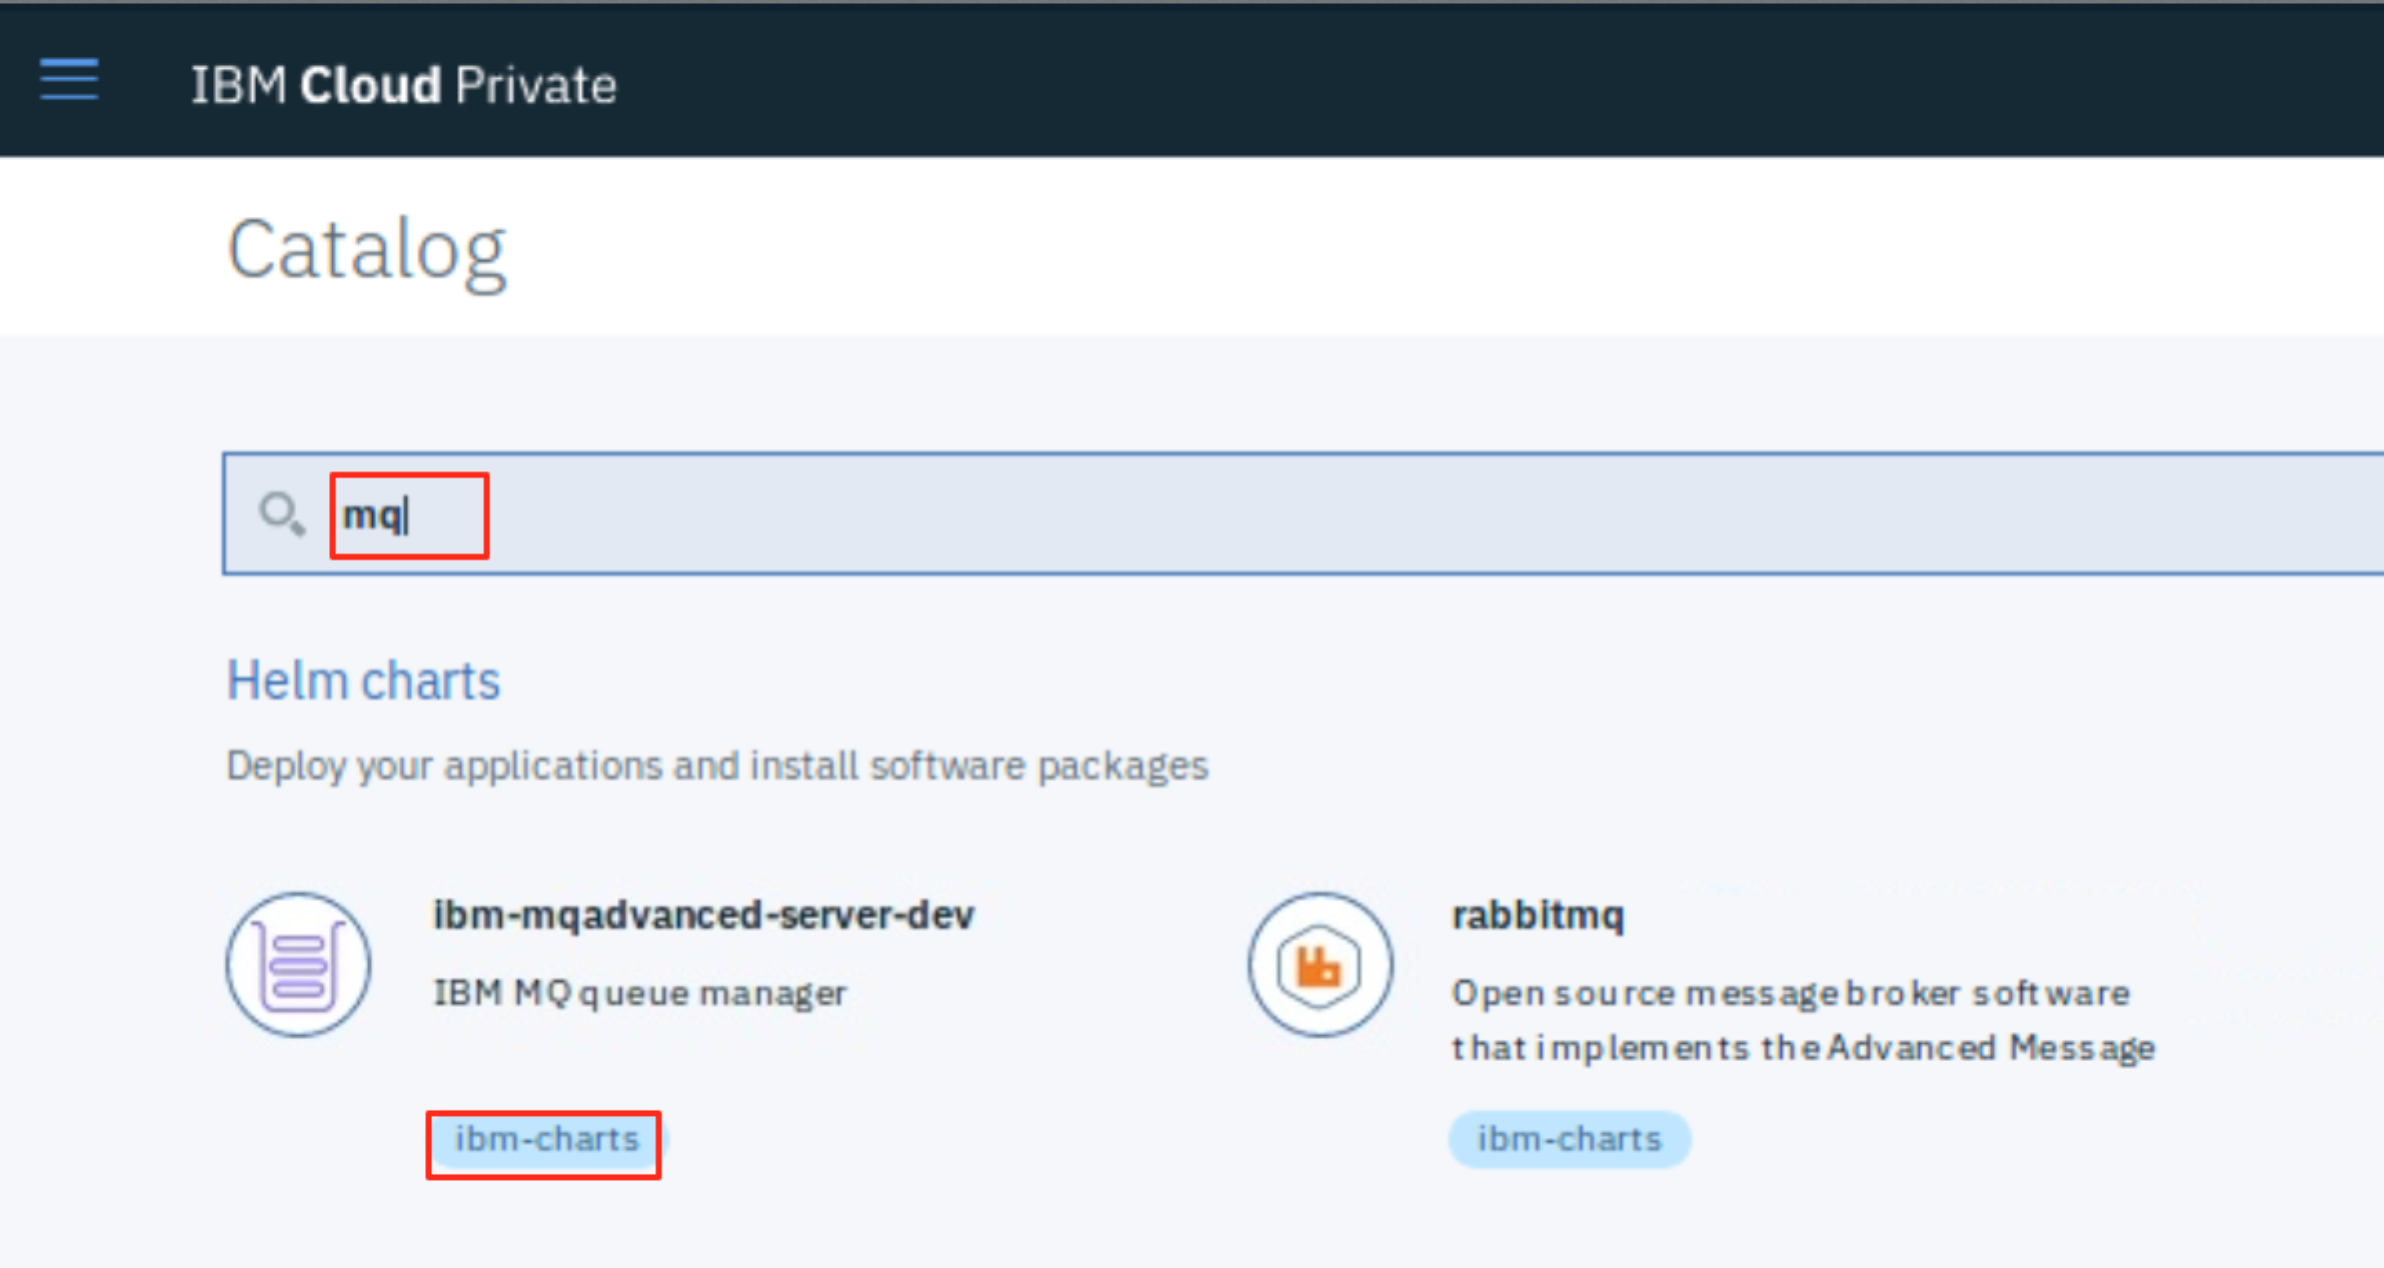 IBM Cloud Private
Catalog
mq
Helm charts
Deploy your applications and install software packages
ibm-mqadvanced-server-dev
IBM MQ queue manager
ibm-charts
rabbitmq
Open source message broker software
that implements the Advanced Message
ibm-charts